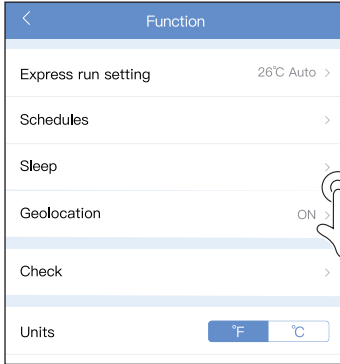 Function
Express run setting 26°C Auto >
Schedules >
Sleep >
Geolocation ON >
Check >
Units °F °C